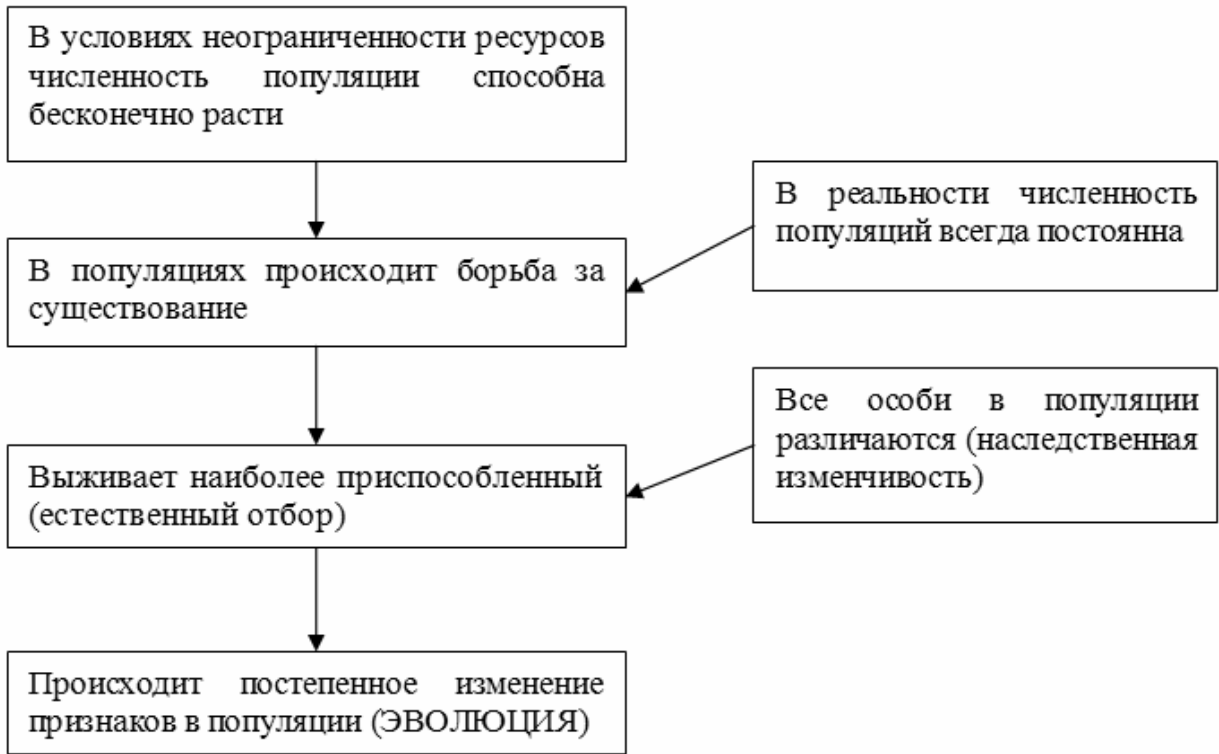 В условиях неограниченности ресурсов
численность популяции способна
бесконечно расти
В реальности численность
популяций всегда постоянна
В популяциях происходит борьба за
существование
Все особи в популяции
различаются (наследственная
изменчивость)
Выживает наиболее приспособленный
(естественный отбор)
Происходит постепенное изменение
признаков в популяции (ЭВОЛЮЦИЯ)